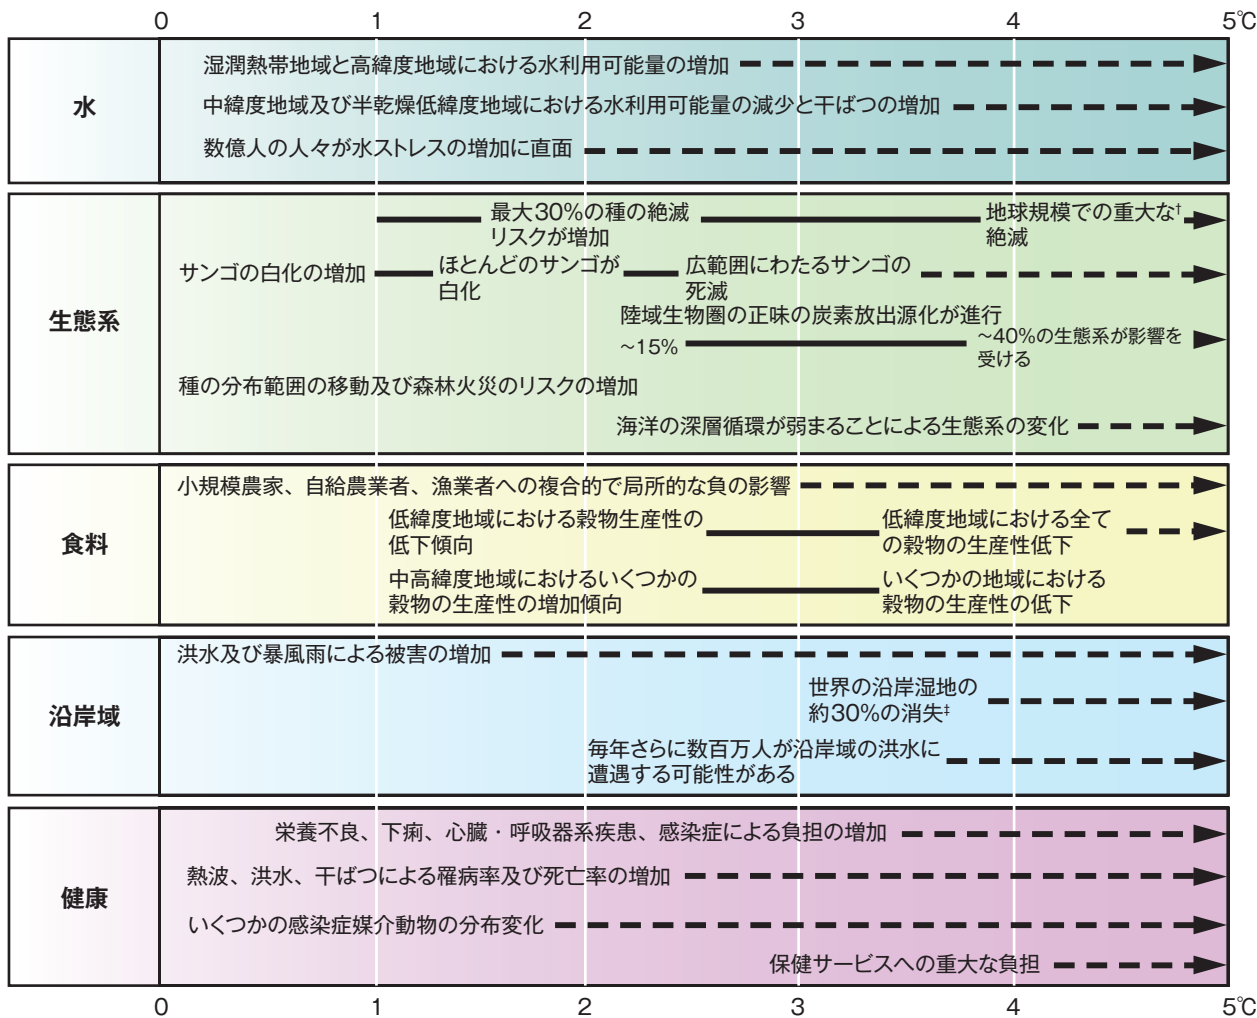 0 1 2 3 4 5℃
水
湿潤熱帯地域と高緯度地域における水利用可能量の増加
中緯度地域及び半乾燥低緯度地域における水利用可能量の減少と干ばつの増加
数億人の人々が水ストレスの増加に直面
生態系
最大30%の種の絶滅
リスクが増加
地球規模での重大な†
絶滅
サンゴの白化の増加
ほとんどのサンゴが
白化
広範囲にわたるサンゴの
死滅
陸域生物圏の正味の炭素放出源化が進行
~15%
~40%の生態系が影響を
受ける
種の分布範囲の移動及び森林火災のリスクの増加
海洋の深層循環が弱まることによる生態系の変化
食料
小規模農家、自給農業者、漁業者への複合的で局所的な負の影響
低緯度地域における穀物生産性の
低下傾向
低緯度地域における全て
の穀物の生産性低下
中高緯度地域におけるいくつかの
穀物の生産性の増加傾向
いくつかの地域における
穀物の生産性の低下
沿岸域
洪水及び暴風雨による被害の増加
世界の沿岸湿地の
約30%の消失‡
毎年さらに数百万人が沿岸域の洪水に
遭遇する可能性がある
健康
栄養不良、下痢、心臓・呼吸器系疾患、感染症による負担の増加
熱波、洪水、干ばつによる罹病率及び死亡率の増加
いくつかの感染症媒介動物の分布変化
保健サービスへの重大な負担
0 1 2 3 4 5℃